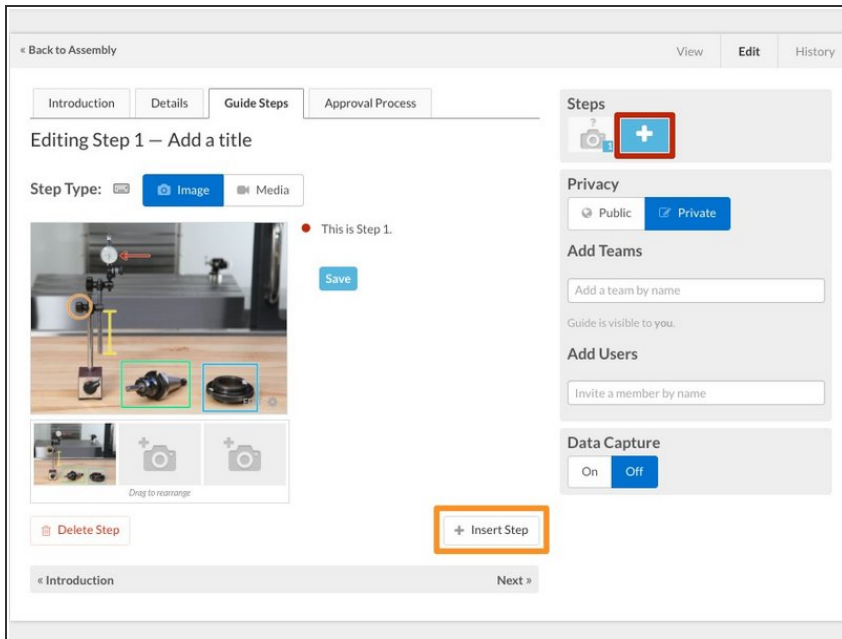 « Back to Assembly
View Edit History
Introduction Details Guide Steps Approval Process
Editing Step 1 — Add a title
Step Type: Image Media
This is Step 1.
Save
Drag to rearrange
Delete Step
+ Insert Step
« Introduction Next »
Steps
?
1
+
Privacy
Public Private
Add Teams
Add a team by name
Guide is visible to you.
Add Users
Invite a member by name
Data Capture
On Off